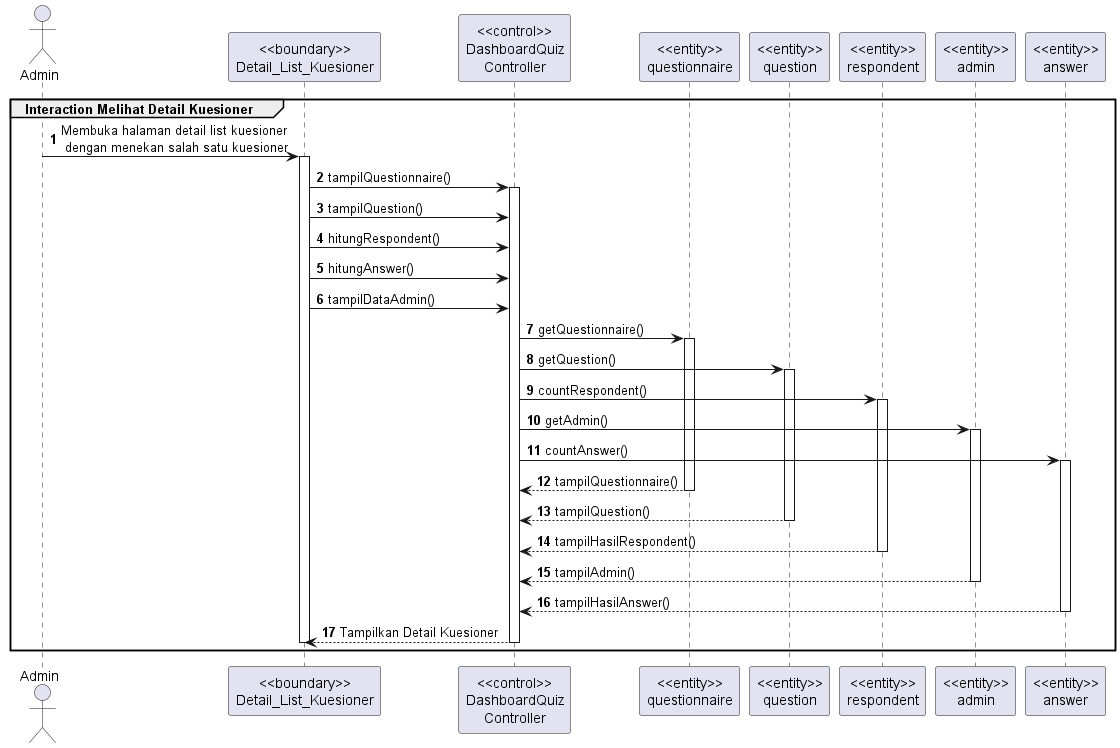 Admin
<<boundary>>
Detail_List_Kuesioner
<<control>>
DashboardQuiz
Controller
<<entity>>
questionnaire
<<entity>>
question
<<entity>>
respondent
<<entity>>
admin
<<entity>>
answer
Interaction Melihat Detail Kuesioner
1 Membuka halaman detail list kuesioner
dengan menekan salah satu kuesioner
2 tampilQuestionnaire()
3 tampilQuestion()
4 hitungRespondent()
5 hitungAnswer()
6 tampilDataAdmin()
7 getQuestionnaire()
8 getQuestion()
9 countRespondent()
10 getAdmin()
11 countAnswer()
12 tampilQuestionnaire()
13 tampilQuestion()
14 tampilHasilRespondent()
15 tampilAdmin()
16 tampilHasilAnswer()
17 Tampilkan Detail Kuesioner
Admin
<<boundary>>
Detail_List_Kuesioner
<<control>>
DashboardQuiz
Controller
<<entity>>
questionnaire
<<entity>>
question
<<entity>>
respondent
<<entity>>
admin
<<entity>>
answer